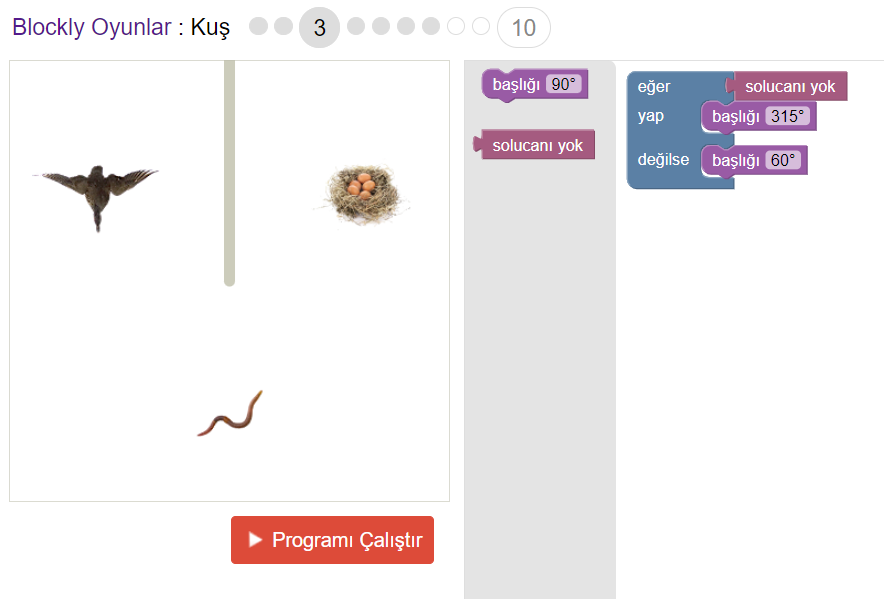 Blockly Oyunlar : Kuş 3 10
başlığı 90°
solucanı yok
eğer solucanı yok
yap başlığı 315°
değilse başlığı 60°
Programı Çalıştır